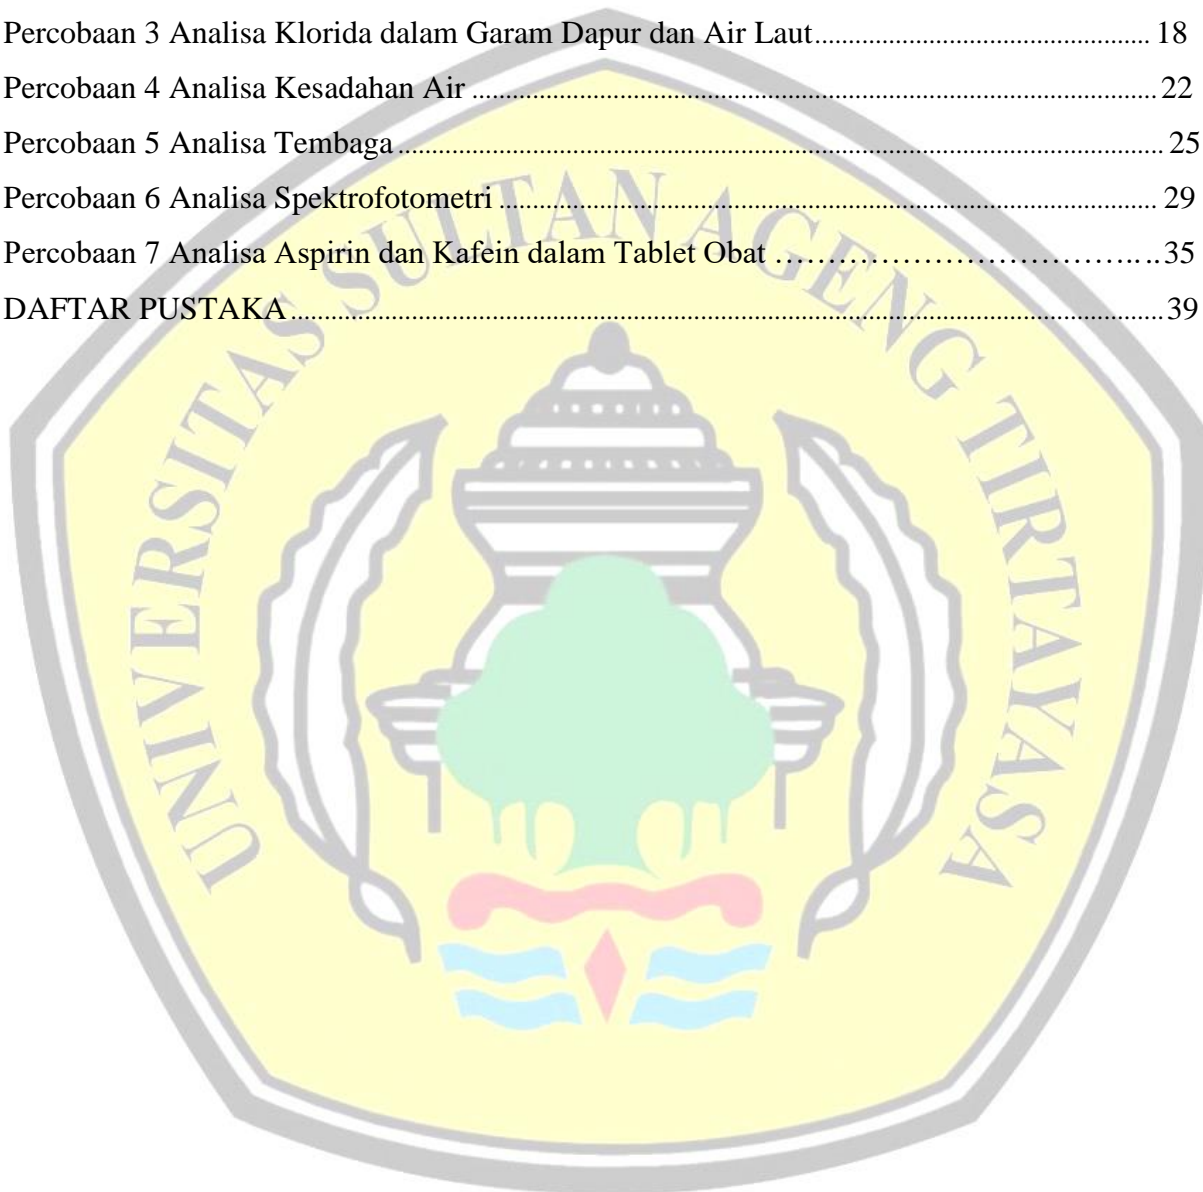 Percobaan 3 Analisa Klorida dalam Garam Dapur dan Air Laut........................................... 18
Percobaan 4 Analisa Kesadahan Air........................................................................................22
Percobaan 5 Analisa Tembaga................................................................................................. 25
Percobaan 6 Analisa Spektrofotometri.................................................................................... 29
Percobaan 7 Analisa Aspirin dan Kafein dalam Tablet Obat ………………………………..…35
DAFTAR PUSTAKA................................................................................................................39
UNIVERSITAS SULTAN AGENG TIRTAYASA